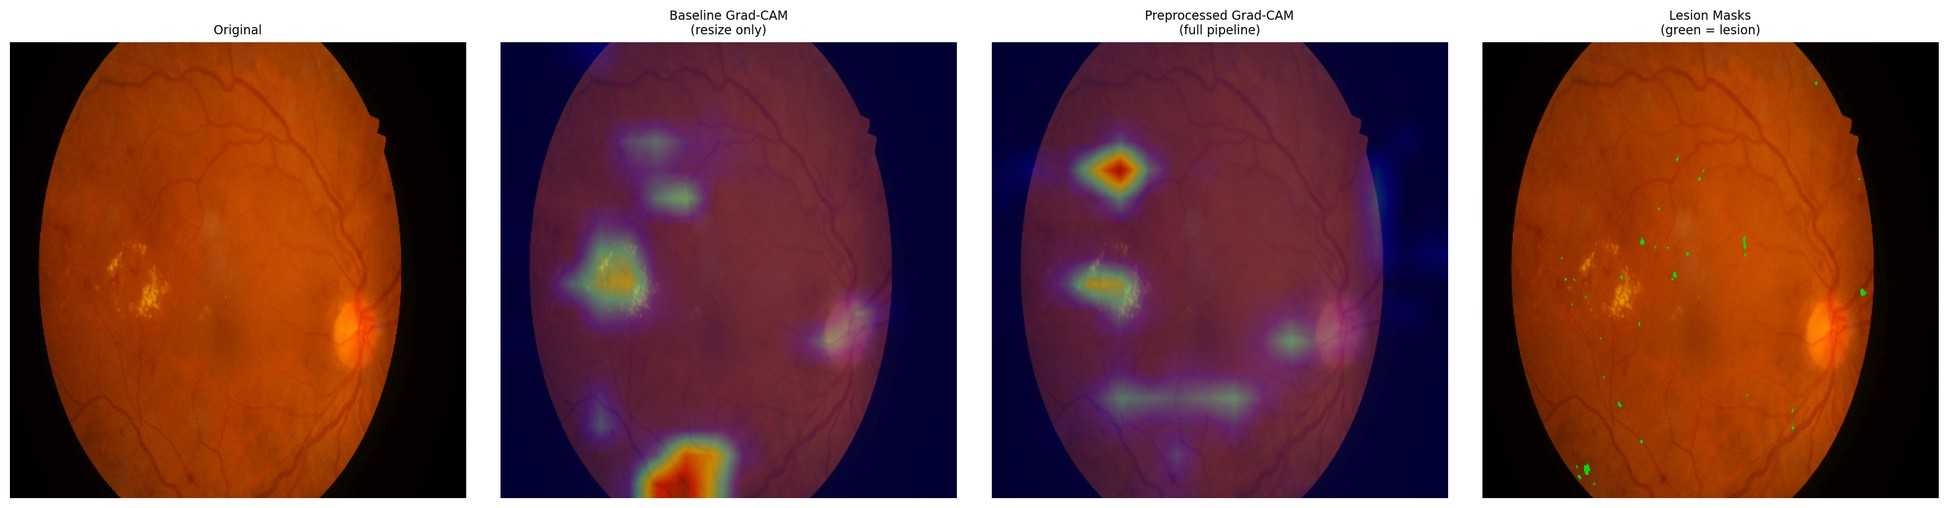 Original
Baseline Grad-CAM
(resize only)
Preprocessed Grad-CAM
(full pipeline)
Lesion Masks
(green = lesion)